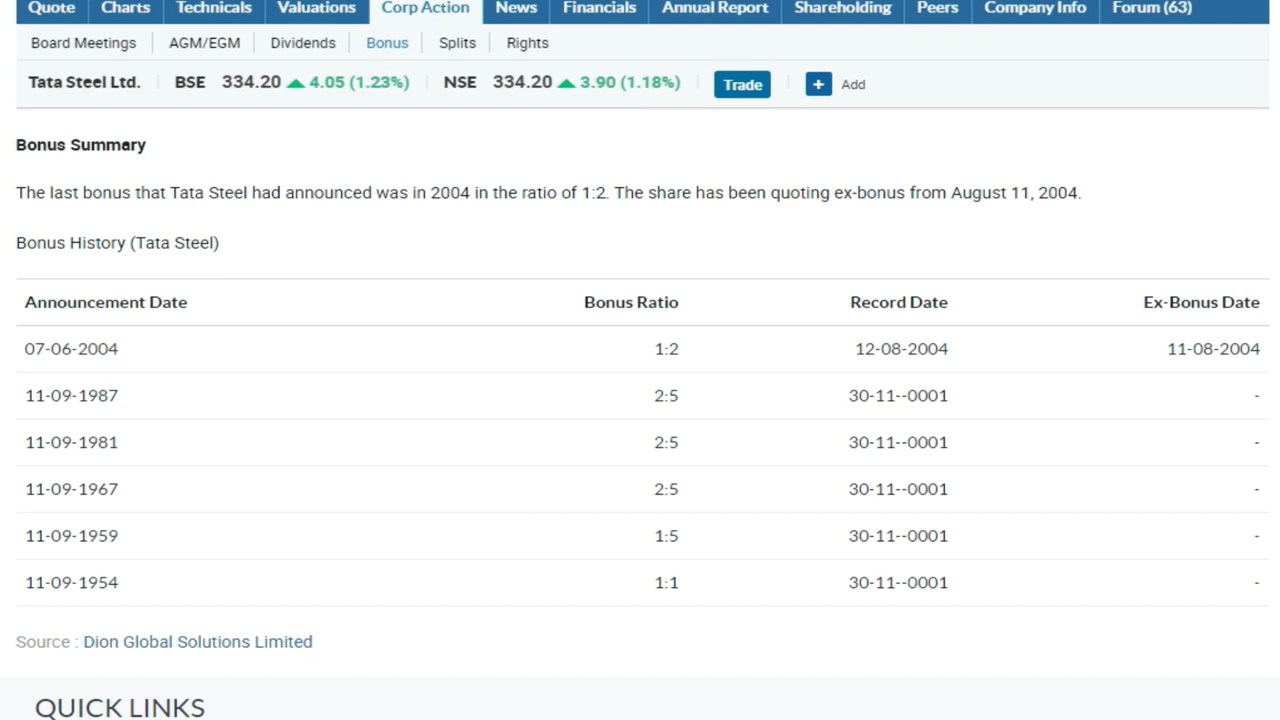 Quote Charts Technicals Valuations Corp Action News Financials Annual Report Shareholding Peers Company Info Forum (63)
Board Meetings AGM/EGM Dividends Bonus Splits Rights
Tata Steel Ltd. BSE 334.20 4.05 (1.23%) NSE 334.20 3.90 (1.18%) Trade + Add
Bonus Summary
The last bonus that Tata Steel had announced was in 2004 in the ratio of 1:2. The share has been quoting ex-bonus from August 11, 2004.
Bonus History (Tata Steel)
Announcement Date Bonus Ratio Record Date Ex-Bonus Date
07-06-2004 1:2 12-08-2004 11-08-2004
11-09-1987 2:5 30-11--0001 -
11-09-1981 2:5 30-11--0001 -
11-09-1967 2:5 30-11--0001 -
11-09-1959 1:5 30-11--0001 -
11-09-1954 1:1 30-11--0001 -
Source : Dion Global Solutions Limited
QUICK LINKS